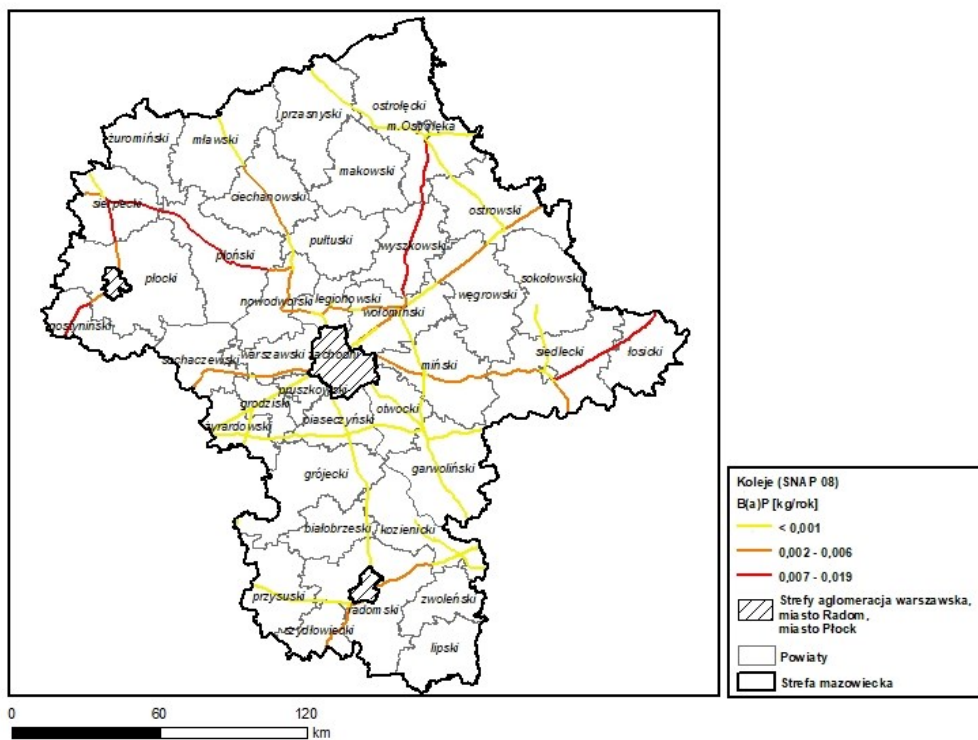 ostrołęcki
przasnyski
m.Ostrołęka
żuromiński
mławski
makowski
ciechanowski
sierpecki
ostrowski
pułtuski
wyszkowski
płoński
sokołowski
płocki
węgrowski
nowodworski
legionowski
wołomiński
gostyniński
sochaczewski
warszawski zachodni
miński
siedlecki
łosicki
pruszkowski
grodziski
otwocki
żyrardowski
piaseczyński
grójecki
garwoliński
białobrzeski
kozienicki
przysuski
zwoleński
radomski
szydłowiecki
lipski
Koleje (SNAP 08)
B(a)P [kg/rok]
< 0,001
0,002 - 0,006
0,007 - 0,019
Strefy aglomeracja warszawska,
miasto Radom,
miasto Płock
Powiaty
Strefa mazowiecka
0 60 120
km